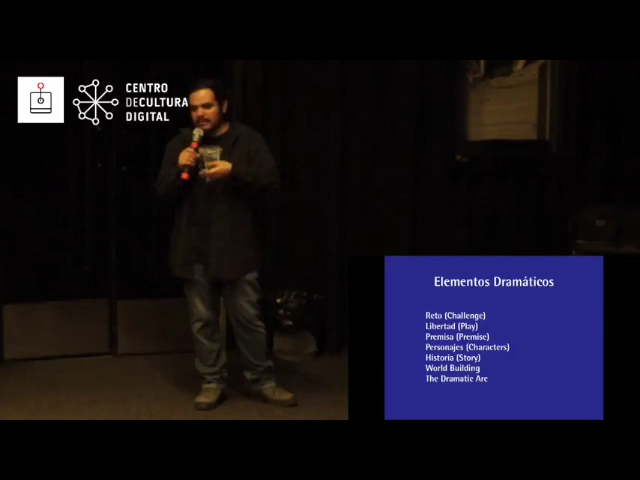 CENTRO
DECULTURA
DIGITAL
Elementos Dramáticos
Reto (Challenge)
Libertad (Play)
Premisa (Premise)
Personajes (Characters)
Historia (Story)
World Building
The Dramatic Arc